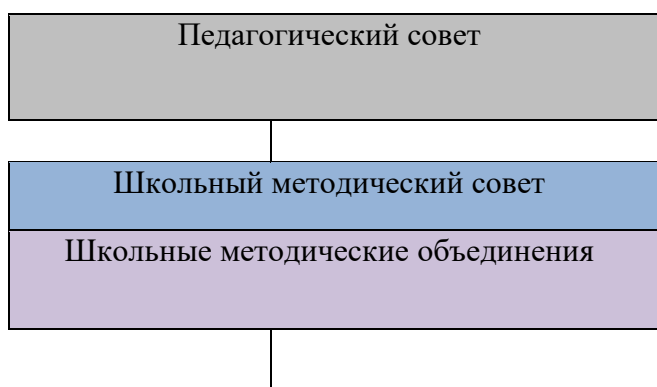 Педагогический совет
Школьный методический совет
Школьные методические объединения